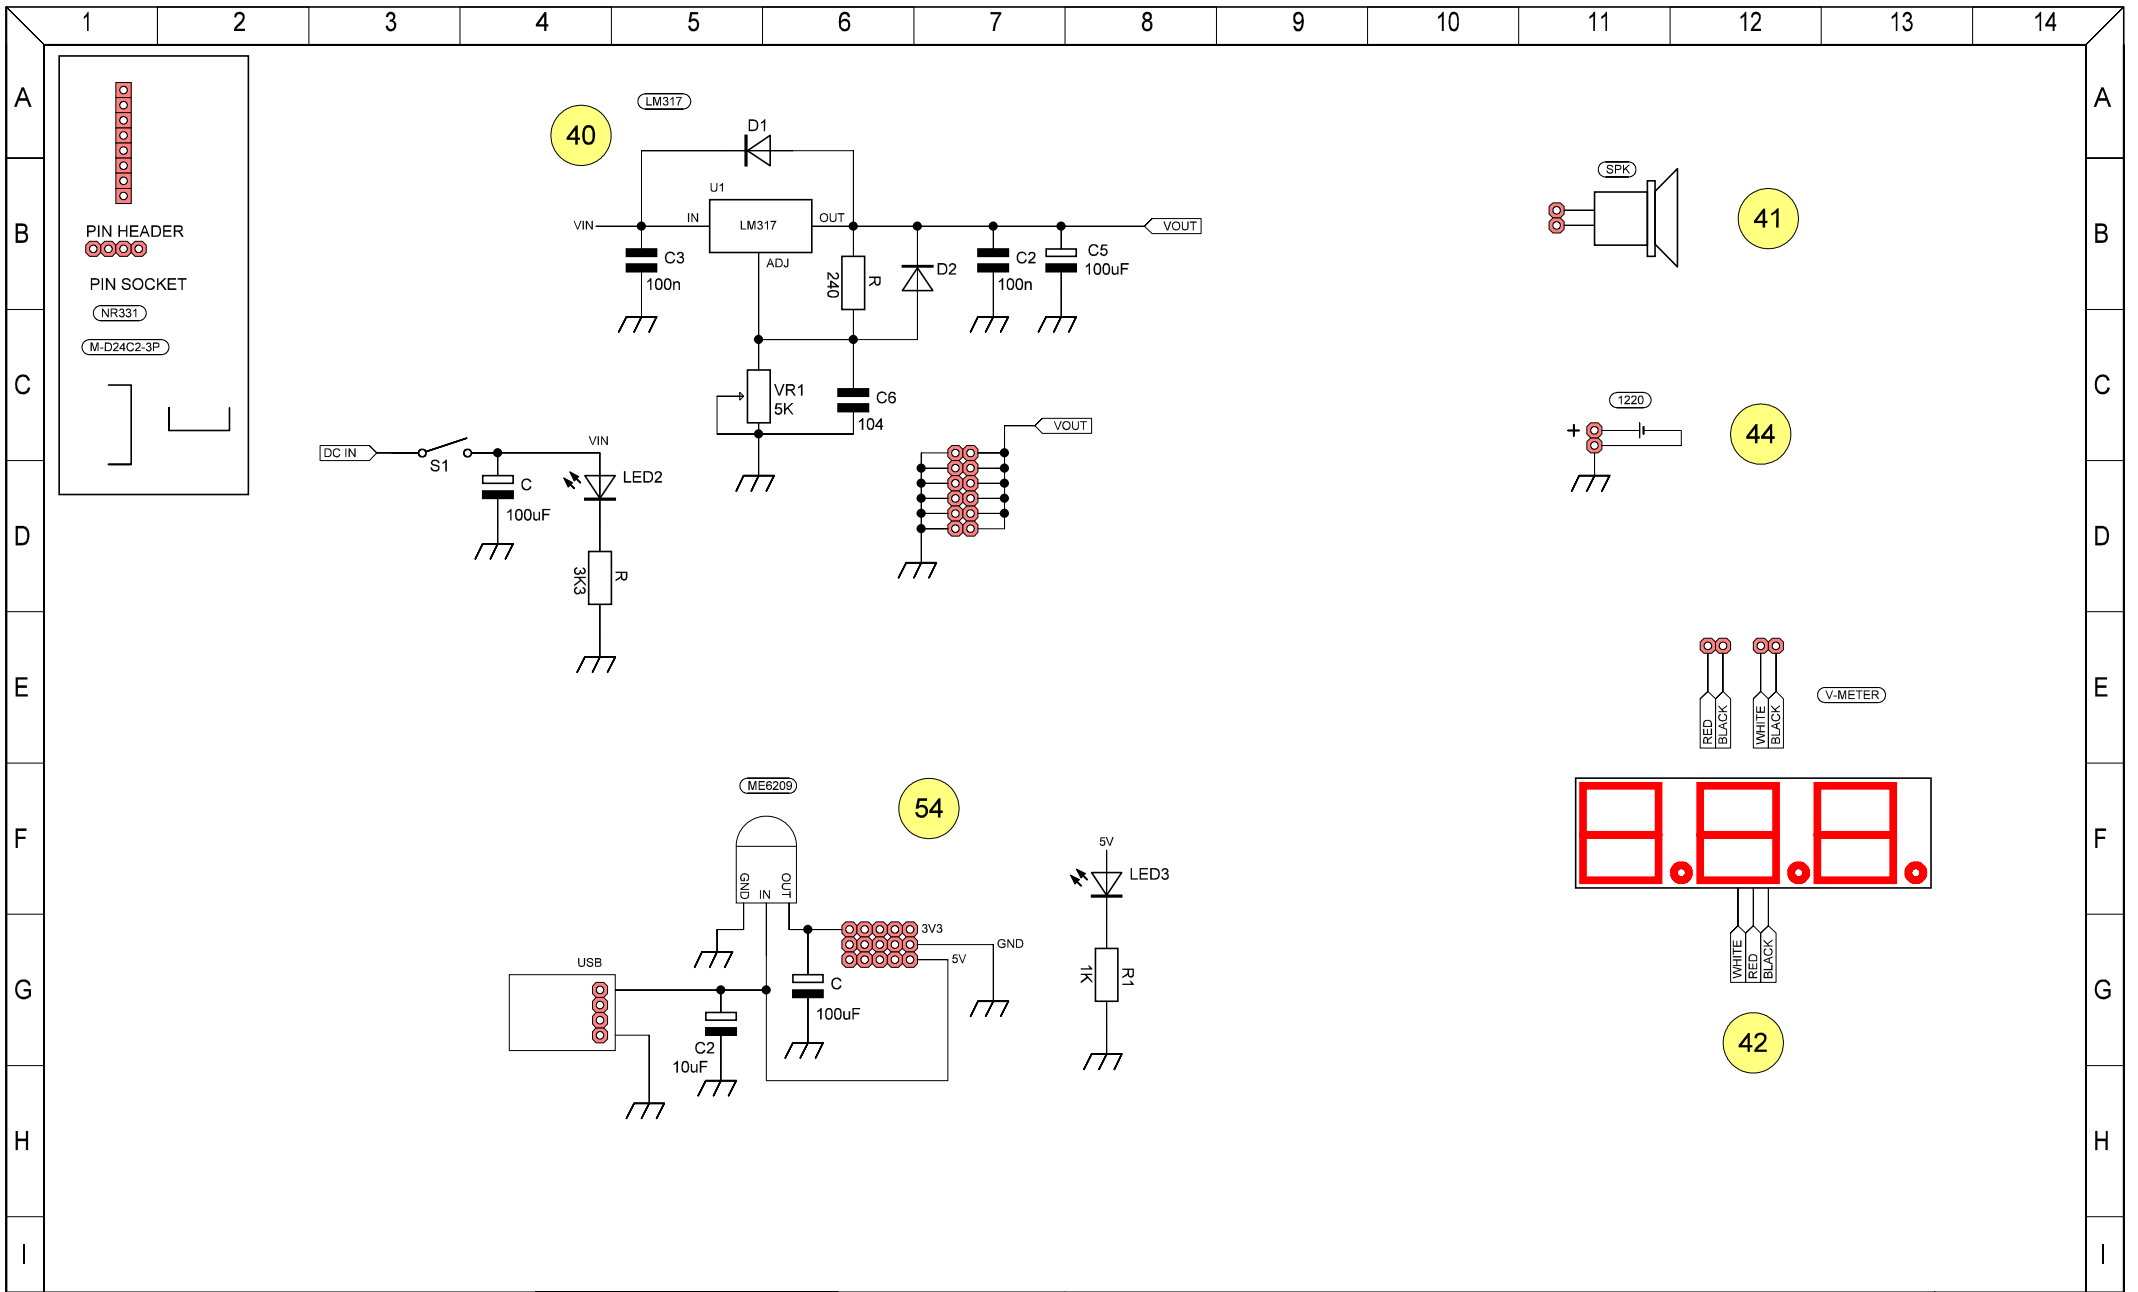 1 2 3 4 5 6 7 8 9 10 11 12 13 14
A A
LM317
40
D1
SPK
41
U1
B B
PIN HEADER
VIN IN LM317 OUT VOUT
ADJ
C3
100n
R
240
D2
C2
100n
C5
100uF
PIN SOCKET
NR331
M-D24C2-3P
C C
VR1
5K
C6
104
1220
+
44
VOUT
DC IN
S1
VIN
LED2
C
100uF
D D
R
3K3
E E
RED
BLACK
WHITE
BLACK
V-METER
ME6209
54
F F
8.8.8.
5V
LED3
GND
IN
OUT
3V3
GND
5V
WHITE
RED
BLACK
USB
G G
C
100uF
R1
1K
C2
10uF
42
H H
I I